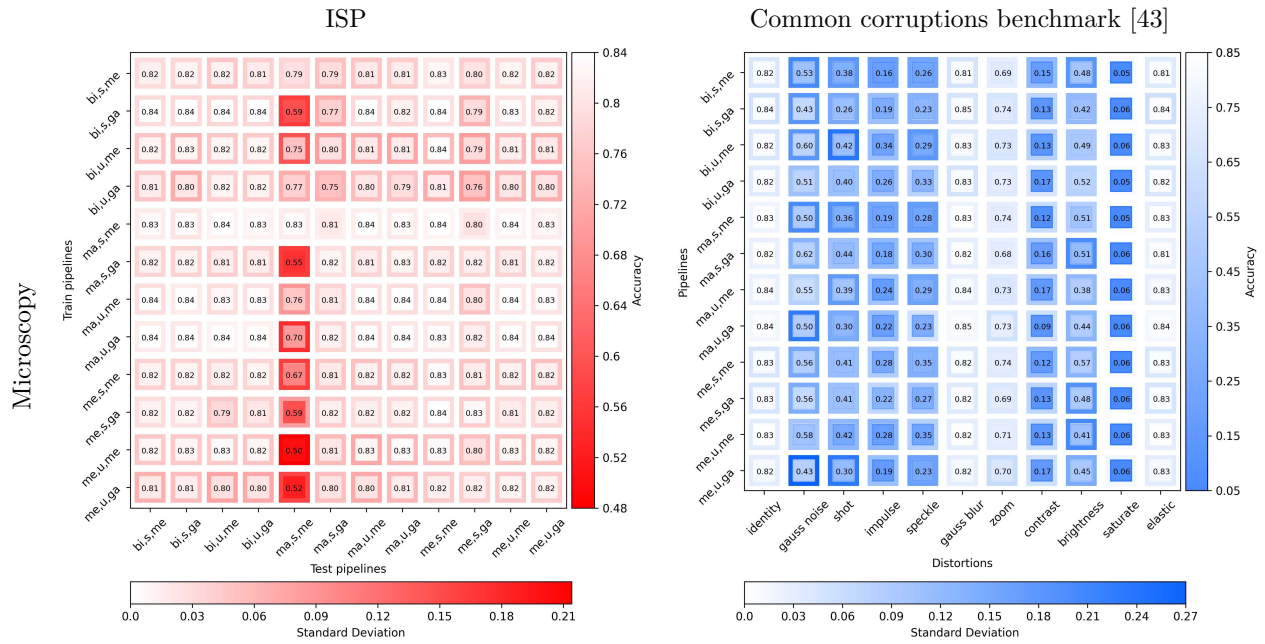 ISP
Common corruptions benchmark [43]
Microscopy
Train pipelines
bi,s,me 0.82 0.82 0.82 0.81 0.79 0.79 0.81 0.81 0.83 0.80 0.82 0.82
bi,s,ga 0.84 0.84 0.84 0.84 0.59 0.77 0.84 0.82 0.84 0.79 0.83 0.84
bi,u,me 0.82 0.83 0.82 0.82 0.75 0.80 0.81 0.81 0.84 0.79 0.81 0.81
bi,u,ga 0.81 0.80 0.82 0.82 0.77 0.75 0.80 0.79 0.81 0.76 0.80 0.80
ma,s,me 0.83 0.83 0.84 0.83 0.83 0.81 0.84 0.83 0.84 0.80 0.84 0.83
ma,s,ga 0.82 0.82 0.81 0.81 0.55 0.82 0.81 0.83 0.82 0.82 0.81 0.82
ma,u,me 0.84 0.84 0.83 0.83 0.76 0.81 0.84 0.84 0.84 0.80 0.84 0.83
ma,u,ga 0.84 0.84 0.84 0.84 0.70 0.82 0.84 0.84 0.84 0.82 0.84 0.84
me,s,me 0.82 0.82 0.82 0.82 0.67 0.82 0.82 0.82 0.82 0.81 0.82 0.82
me,s,ga 0.82 0.82 0.79 0.81 0.59 0.82 0.82 0.82 0.84 0.83 0.81 0.82
me,u,me 0.82 0.83 0.83 0.82 0.50 0.81 0.83 0.82 0.83 0.80 0.83 0.82
me,u,ga 0.81 0.81 0.80 0.80 0.52 0.80 0.80 0.81 0.82 0.82 0.82 0.82
bi,s,me bi,s,ga bi,u,me bi,u,ga ma,s,me ma,s,ga ma,u,me ma,u,ga me,s,me me,s,ga me,u,me me,u,ga
Test pipelines
0.84
0.8
0.76
0.72
0.68
0.64
0.6
0.56
0.52
0.48
Accuracy
0.0 0.03 0.06 0.09 0.12 0.15 0.18 0.21
Standard Deviation
Pipelines
bi,s,me 0.82 0.53 0.38 0.16 0.26 0.81 0.69 0.15 0.48 0.05 0.81
bi,s,ga 0.84 0.43 0.26 0.19 0.23 0.85 0.74 0.13 0.42 0.06 0.84
bi,u,me 0.82 0.60 0.42 0.34 0.29 0.83 0.73 0.13 0.49 0.06 0.83
bi,u,ga 0.82 0.51 0.40 0.26 0.33 0.83 0.73 0.17 0.52 0.06 0.82
ma,s,me 0.83 0.50 0.36 0.19 0.28 0.83 0.74 0.12 0.51 0.05 0.83
ma,s,ga 0.82 0.62 0.44 0.18 0.30 0.82 0.68 0.16 0.51 0.06 0.81
ma,u,me 0.84 0.55 0.39 0.24 0.29 0.84 0.73 0.17 0.38 0.06 0.83
ma,u,ga 0.84 0.50 0.30 0.22 0.23 0.85 0.73 0.09 0.44 0.06 0.84
me,s,me 0.83 0.56 0.41 0.28 0.35 0.82 0.74 0.12 0.57 0.06 0.83
me,s,ga 0.83 0.56 0.41 0.22 0.27 0.82 0.69 0.13 0.48 0.06 0.83
me,u,me 0.83 0.58 0.42 0.28 0.35 0.82 0.71 0.13 0.41 0.06 0.83
me,u,ga 0.82 0.43 0.30 0.19 0.23 0.82 0.70 0.17 0.45 0.06 0.83
identity gauss noise shot impulse speckle gauss blur zoom contrast brightness saturate elastic
Distortions
0.85
0.75
0.65
0.55
0.45
0.35
0.25
0.15
0.05
Accuracy
0.0 0.03 0.06 0.09 0.12 0.15 0.18 0.21 0.24 0.27
Standard Deviation